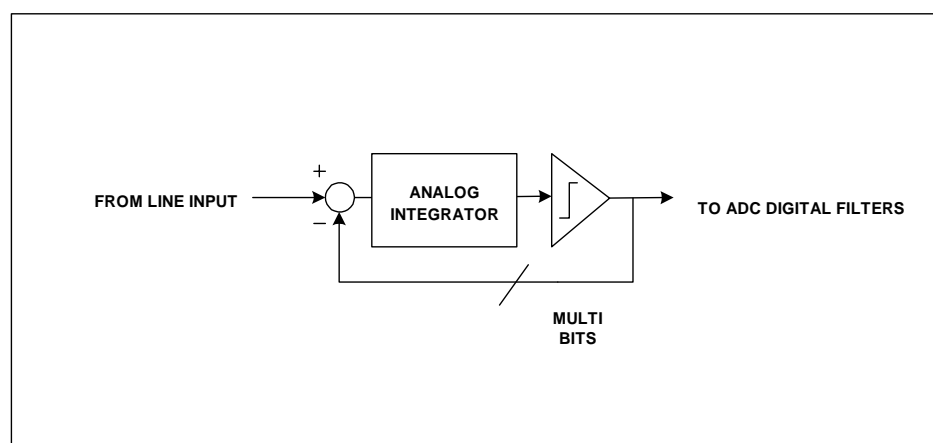 +
FROM LINE INPUT
−
ANALOG
INTEGRATOR
TO ADC DIGITAL FILTERS
MULTI
BITS